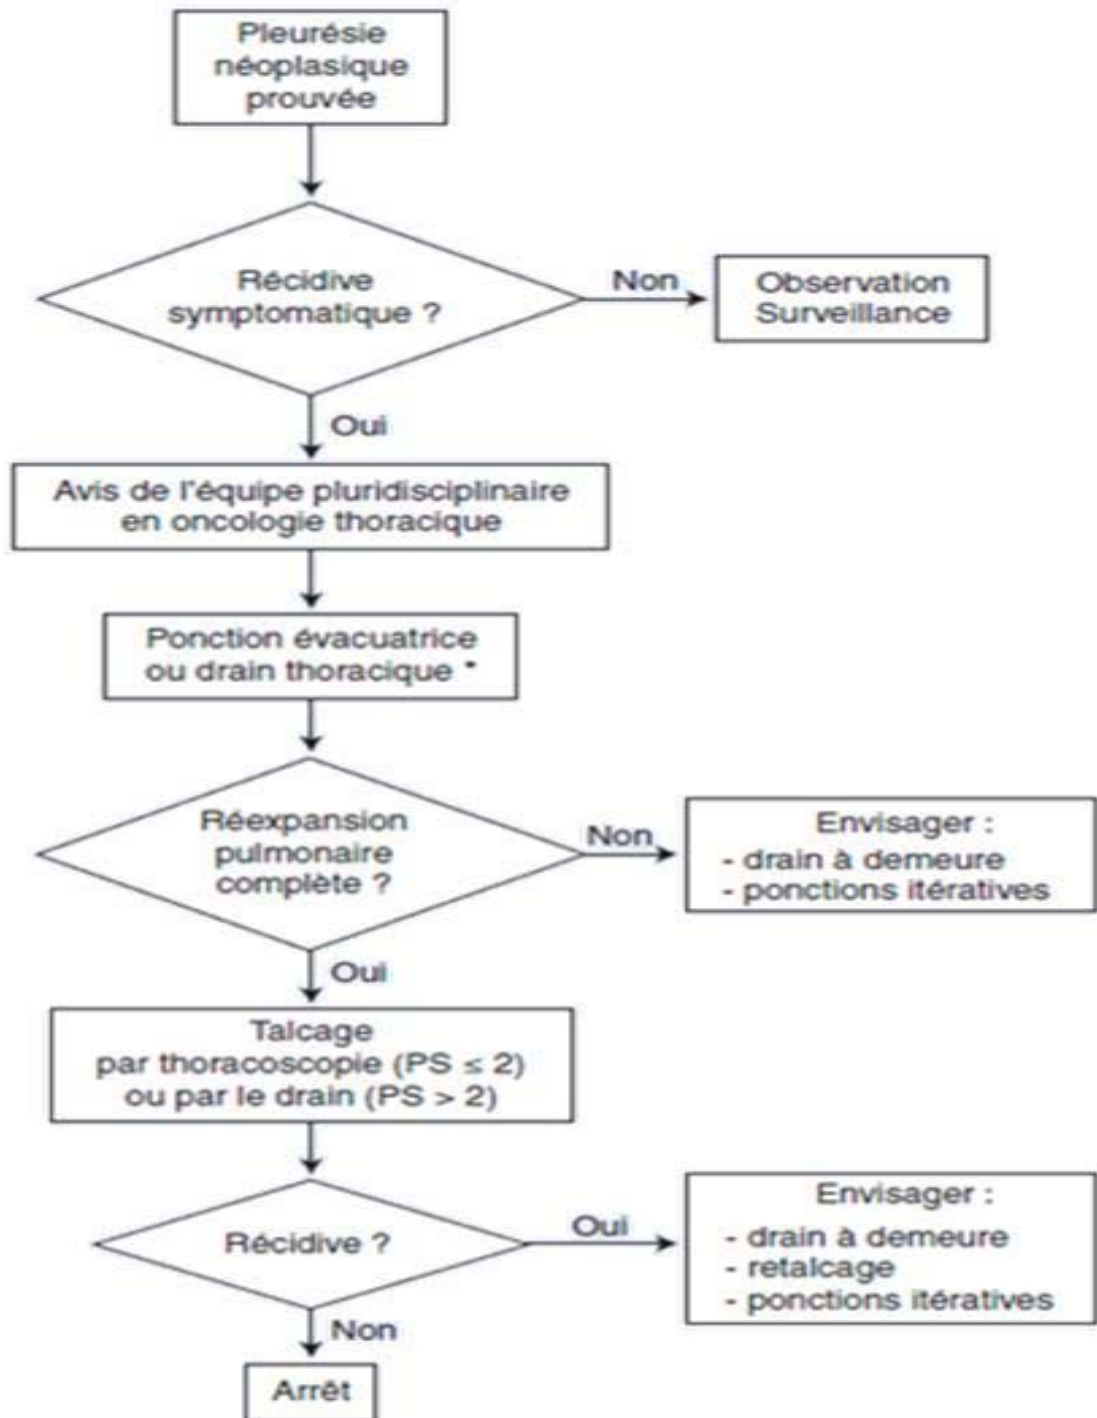 Pleurésie
néoplasique
prouvée
Récidive
symptomatique ?
Non
Observation
Surveillance
Oui
Avis de l'équipe pluridisciplinaire
en oncologie thoracique
Ponction évacuatrice
ou drain thoracique *
Réexpansion
pulmonaire
complète ?
Non
Envisager :
- drain à demeure
- ponctions itératives
Oui
Talcage
par thoracoscopie (PS ≤ 2)
ou par le drain (PS > 2)
Récidive ?
Oui
Envisager :
- drain à demeure
- retalcage
- ponctions itératives
Non
Arrêt